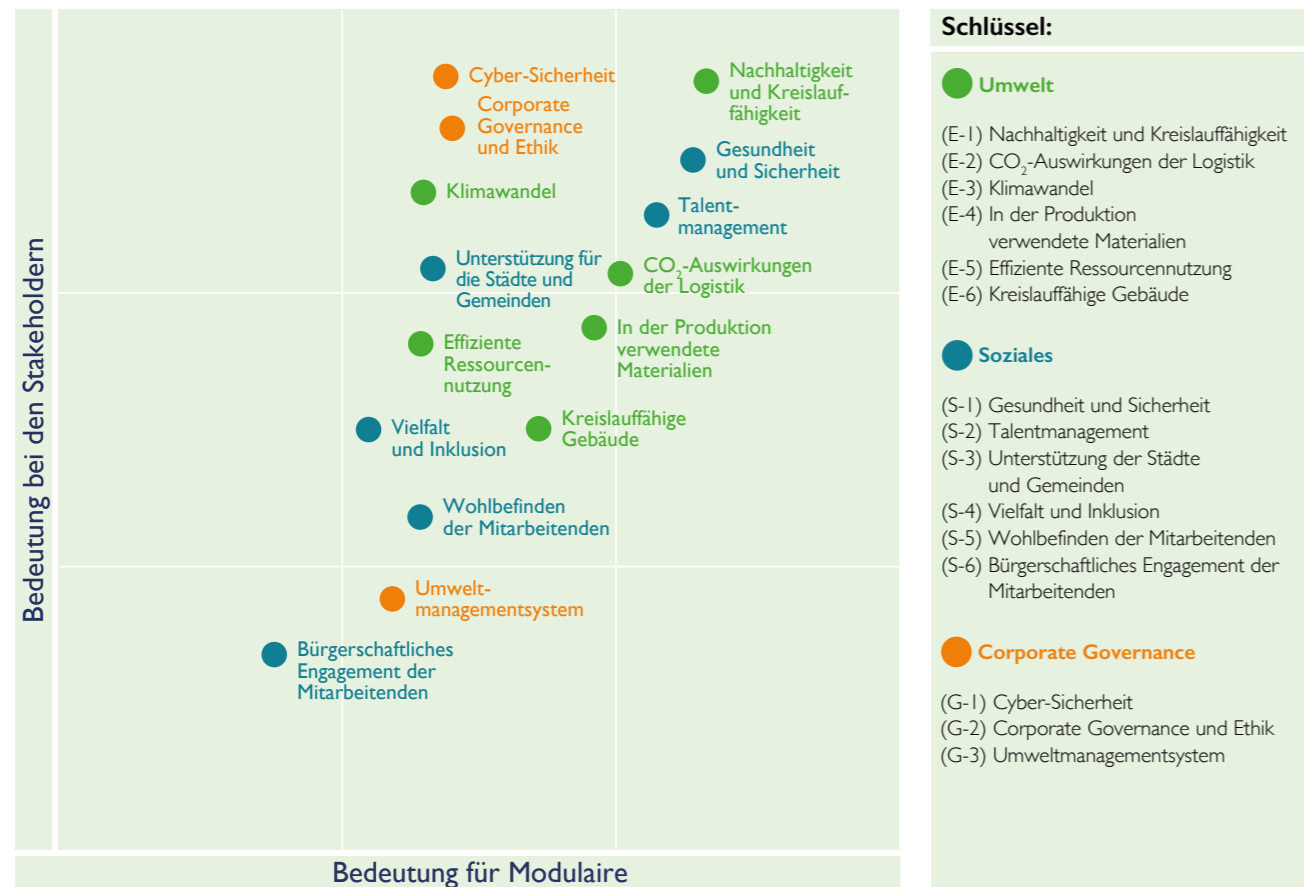 Bedeutung bei den Stakeholdern
Cyber-Sicherheit
Corporate
Governance
und Ethik
Klimawandel
Unterstützung für
die Städte und
Gemeinden
Effiziente
Ressourcen-
nutzung
Vielfalt
und Inklusion
Wohlbefinden
der Mitarbeitenden
Umwelt-
managementsystem
Bürgerschaftliches
Engagement der
Mitarbeitenden
Nachhaltigkeit
und Kreislauf-
fähigkeit
Gesundheit
und Sicherheit
Talent-
management
CO₂-Auswirkungen
der Logistik
In der Produktion
verwendete
Materialien
Kreislauffähige
Gebäude
Bedeutung für Modulaire
Schlüssel:
Umwelt
(E-1) Nachhaltigkeit und Kreislauffähigkeit
(E-2) CO₂-Auswirkungen der Logistik
(E-3) Klimawandel
(E-4) In der Produktion
verwendete Materialien
(E-5) Effiziente Ressourcennutzung
(E-6) Kreislauffähige Gebäude
Soziales
(S-1) Gesundheit und Sicherheit
(S-2) Talentmanagement
(S-3) Unterstützung der Städte
und Gemeinden
(S-4) Vielfalt und Inklusion
(S-5) Wohlbefinden der Mitarbeitenden
(S-6) Bürgerschaftliches Engagement der
Mitarbeitenden
Corporate Governance
(G-1) Cyber-Sicherheit
(G-2) Corporate Governance und Ethik
(G-3) Umweltmanagementsystem